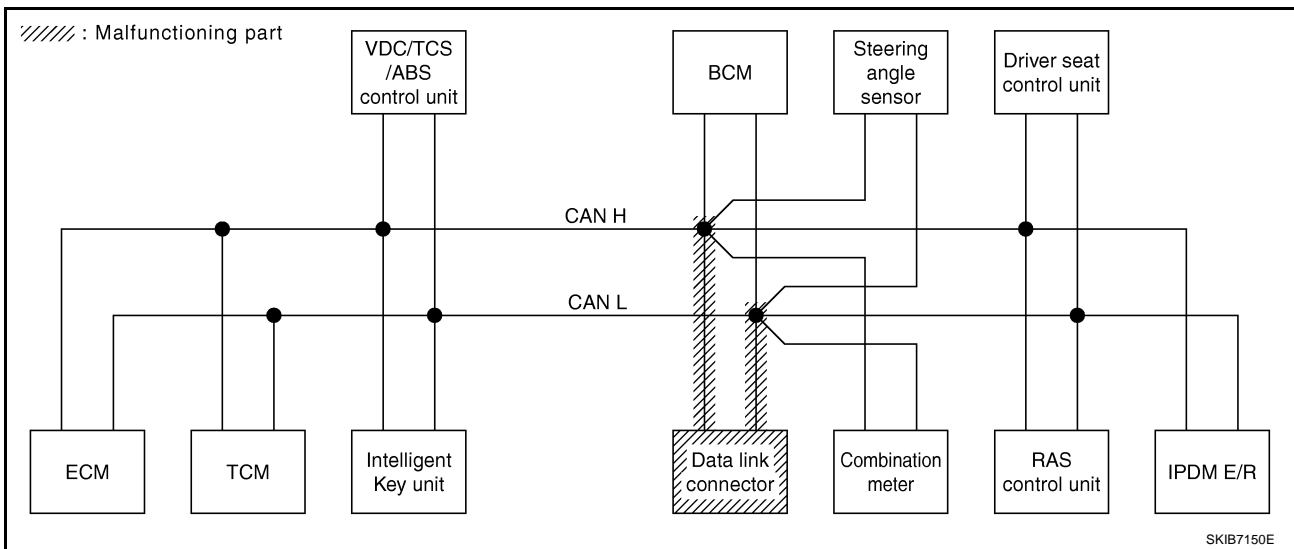 : Malfunctioning part
VDC/TCS
/ABS
control unit
BCM
Steering
angle
sensor
Driver seat
control unit
CAN H
CAN L
ECM
TCM
Intelligent
Key unit
Data link
connector
Combination
meter
RAS
control unit
IPDM E/R
SKIB7150E